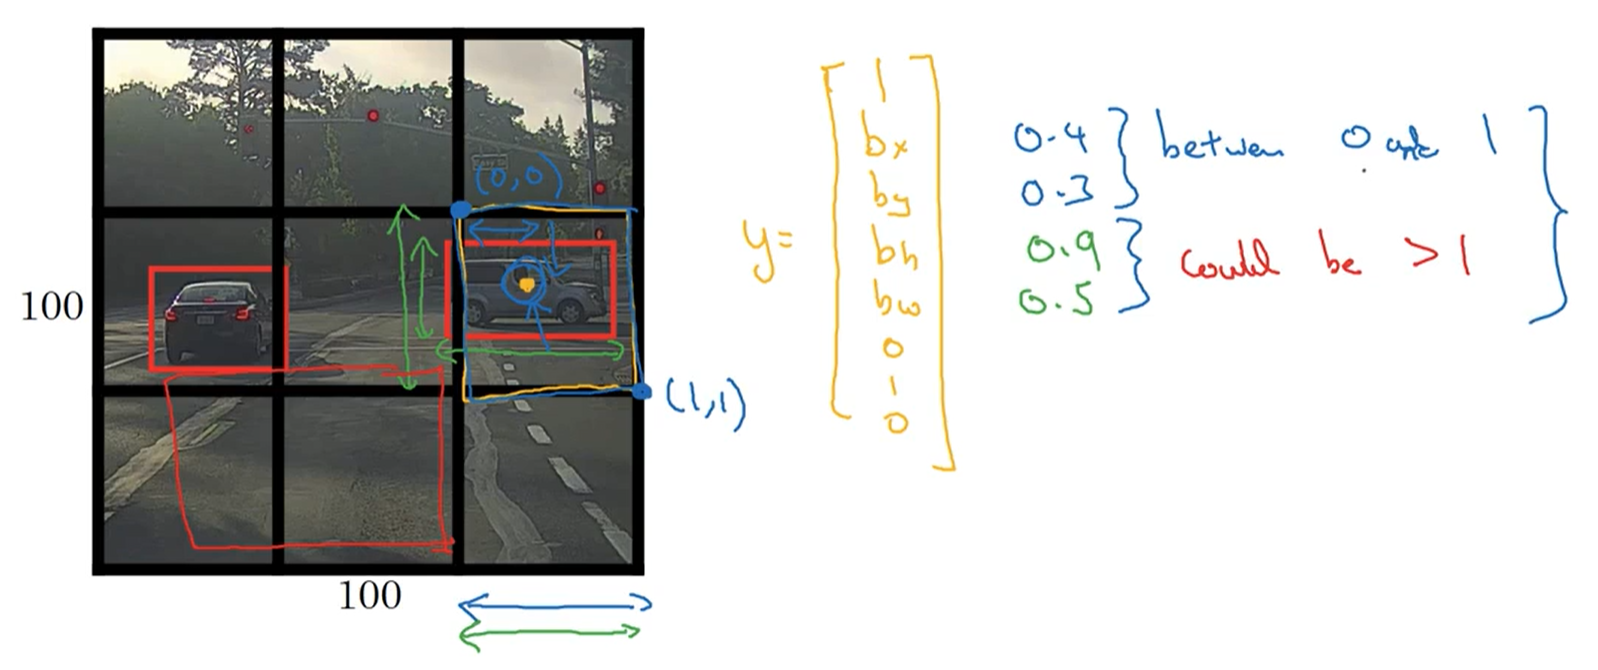 (0,0)
100
(1,1)
100
y=
1
bx
by
bh
bw
0
1
0
0.4
0.3
0.9
0.5
betwen 0 and 1
could be >1